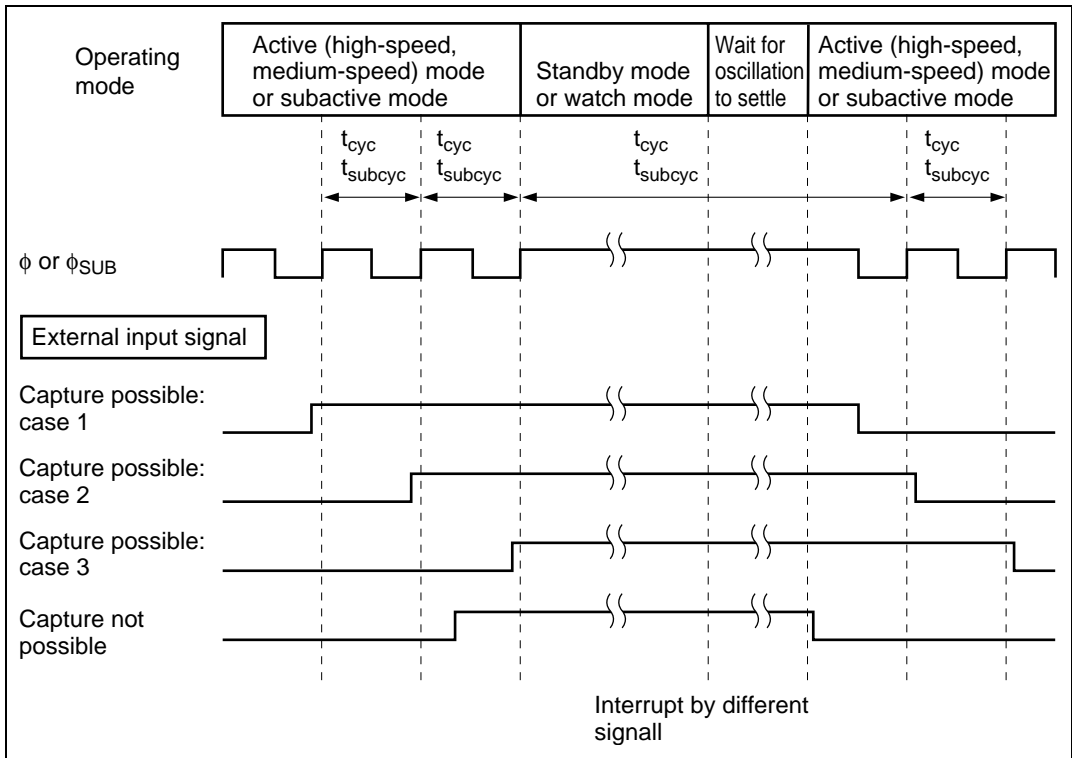 Operating
mode
Active (high-speed,
medium-speed) mode
or subactive mode
Standby mode
or watch mode
Wait for
oscillation
to settle
Active (high-speed,
medium-speed) mode
or subactive mode
tcyc
tsubcyc
tcyc
tsubcyc
tcyc
tsubcyc
tcyc
tsubcyc
ϕ or ϕSUB
External input signal
Capture possible:
case 1
Capture possible:
case 2
Capture possible:
case 3
Capture not
possible
Interrupt by different
signall